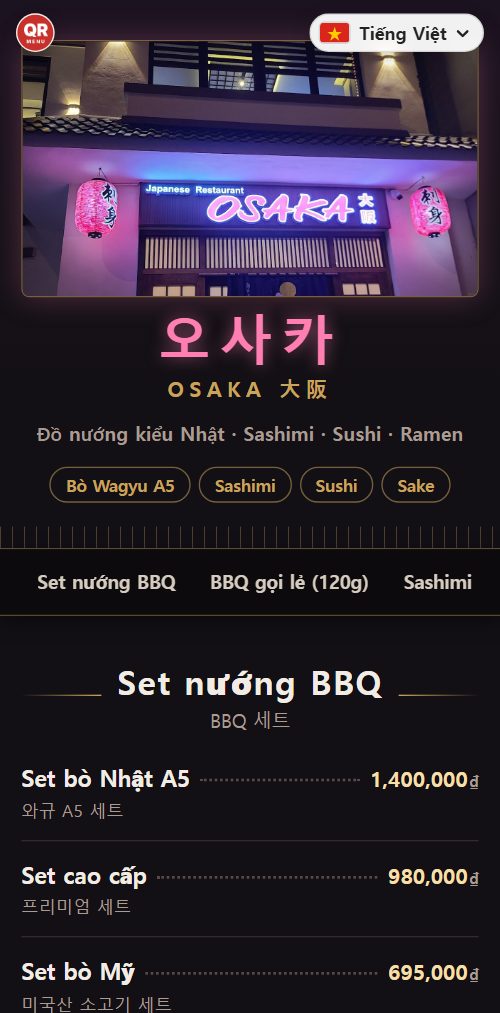 QR
MENU
Tiếng Việt
Japanese Restaurant
OSAKA 大阪
刺身
刺身
오사카
OSAKA 大阪
Đồ nướng kiểu Nhật · Sashimi · Sushi · Ramen
Bò Wagyu A5
Sashimi
Sushi
Sake
Set nướng BBQ
BBQ gọi lẻ (120g)
Sashimi
Set nướng BBQ
BBQ 세트
Set bò Nhật A5 1,400,000₫
와규 A5 세트
Set cao cấp 980,000₫
프리미엄 세트
Set bò Mỹ 695,000₫
미국산 소고기 세트